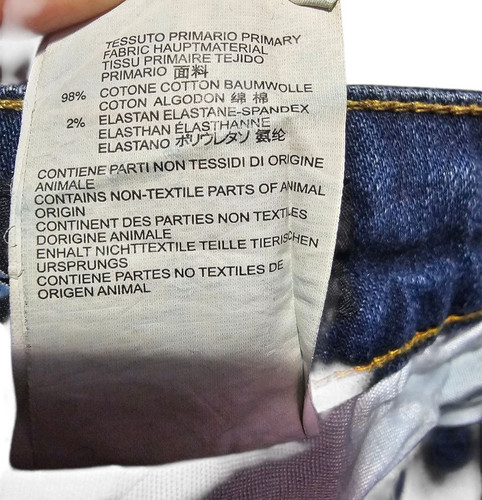 TESSUTO PRIMARIO PRIMARY
FABRIC HAUPTMATERIAL
TISSU PRIMAIRE TEJIDO
PRIMARIO 面料
98% COTONE COTTON BAUMWOLLE
COTON ALGODON 绵 棉
2% ELASTAN ELASTANE-SPANDEX
ELASTHAN ÉLASTHANNE
ELASTANO ポリウレタン 氨纶
CONTIENE PARTI NON TESSIDI DI ORIGINE
ANIMALE
CONTAINS NON-TEXTILE PARTS OF ANIMAL
ORIGIN
CONTINENT DES PARTIES NON TEXTILES
DORIGINE ANIMALE
ENHALT NICHTTEXTILE TEILLE TIERISCHEN
URSPRUNGS
CONTIENE PARTES NO TEXTILES DE
ORIGEN ANIMAL